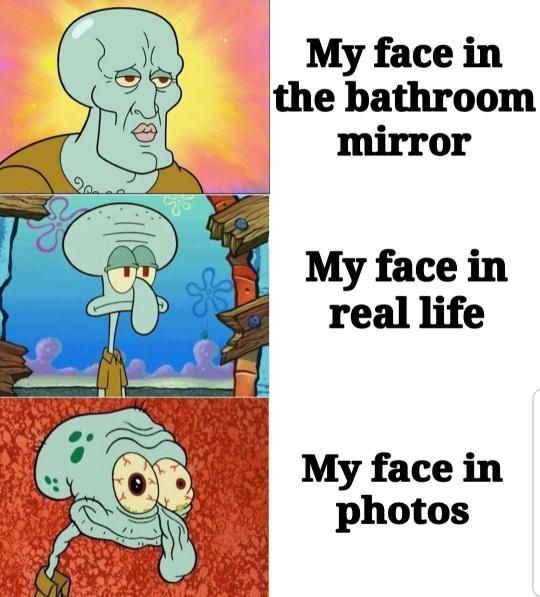 My face in
the bathroom
mirror
My face in
real life
My face in
photos